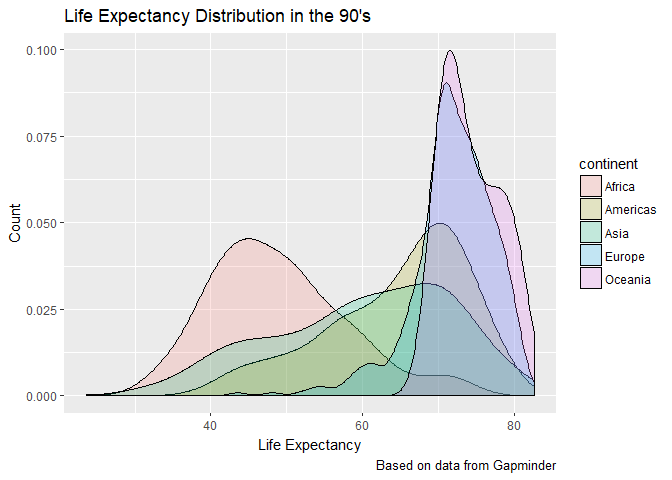 Life Expectancy Distribution in the 90's
0.100
0.075
0.050
0.025
0.000
Count
40
60
80
Life Expectancy
Based on data from Gapminder
continent
Africa
Americas
Asia
Europe
Oceania